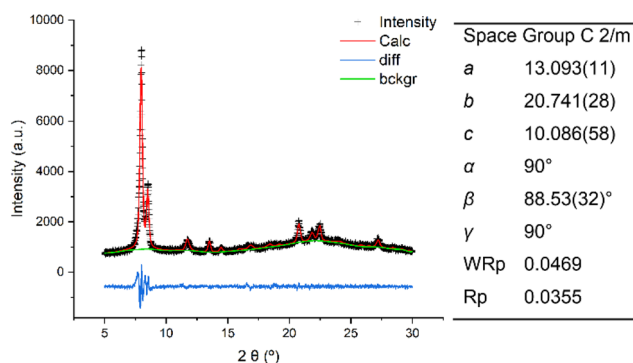 Intensity
Calc
diff
bckgr
10000
8000
6000
4000
2000
0
Intensity (a.u.)
5
10
15
20
25
30
2 θ (º)
Space Group C 2/m
a 13.093(11)
b 20.741(28)
c 10.086(58)
α 90°
β 88.53(32)°
γ 90°
WRp 0.0469
Rp 0.0355